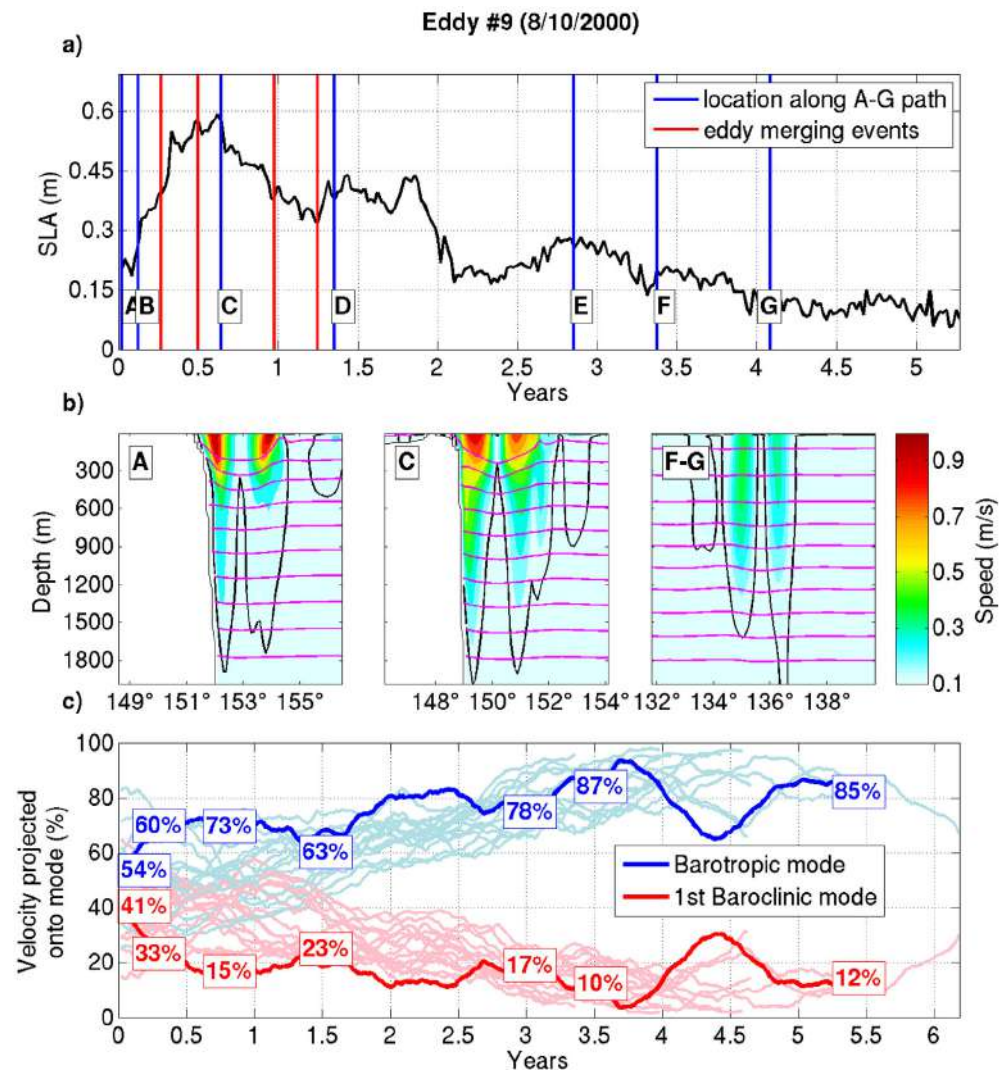 Eddy #9 (8/10/2000)
a)
SLA (m)
0.6
0.45
0.3
0.15
0
location along A-G path
eddy merging events
A B C D E F G
0 0.5 1 1.5 2 2.5 3 3.5 4 4.5 5
Years
b)
Depth (m)
300
600
900
1200
1500
1800
A
C
F-G
149° 151° 153° 155°
148° 150° 152° 154°
132° 134° 136° 138°
0.9
0.7
0.5
0.3
0.1
Speed (m/s)
c)
Velocity projected
onto mode (%)
100
80
60
40
20
0
60% 73% 63% 78% 87% 85%
54%
41%
33% 15% 23% 17% 10% 12%
Barotropic mode
1st Baroclinic mode
0 0.5 1 1.5 2 2.5 3 3.5 4 4.5 5 5.5 6
Years